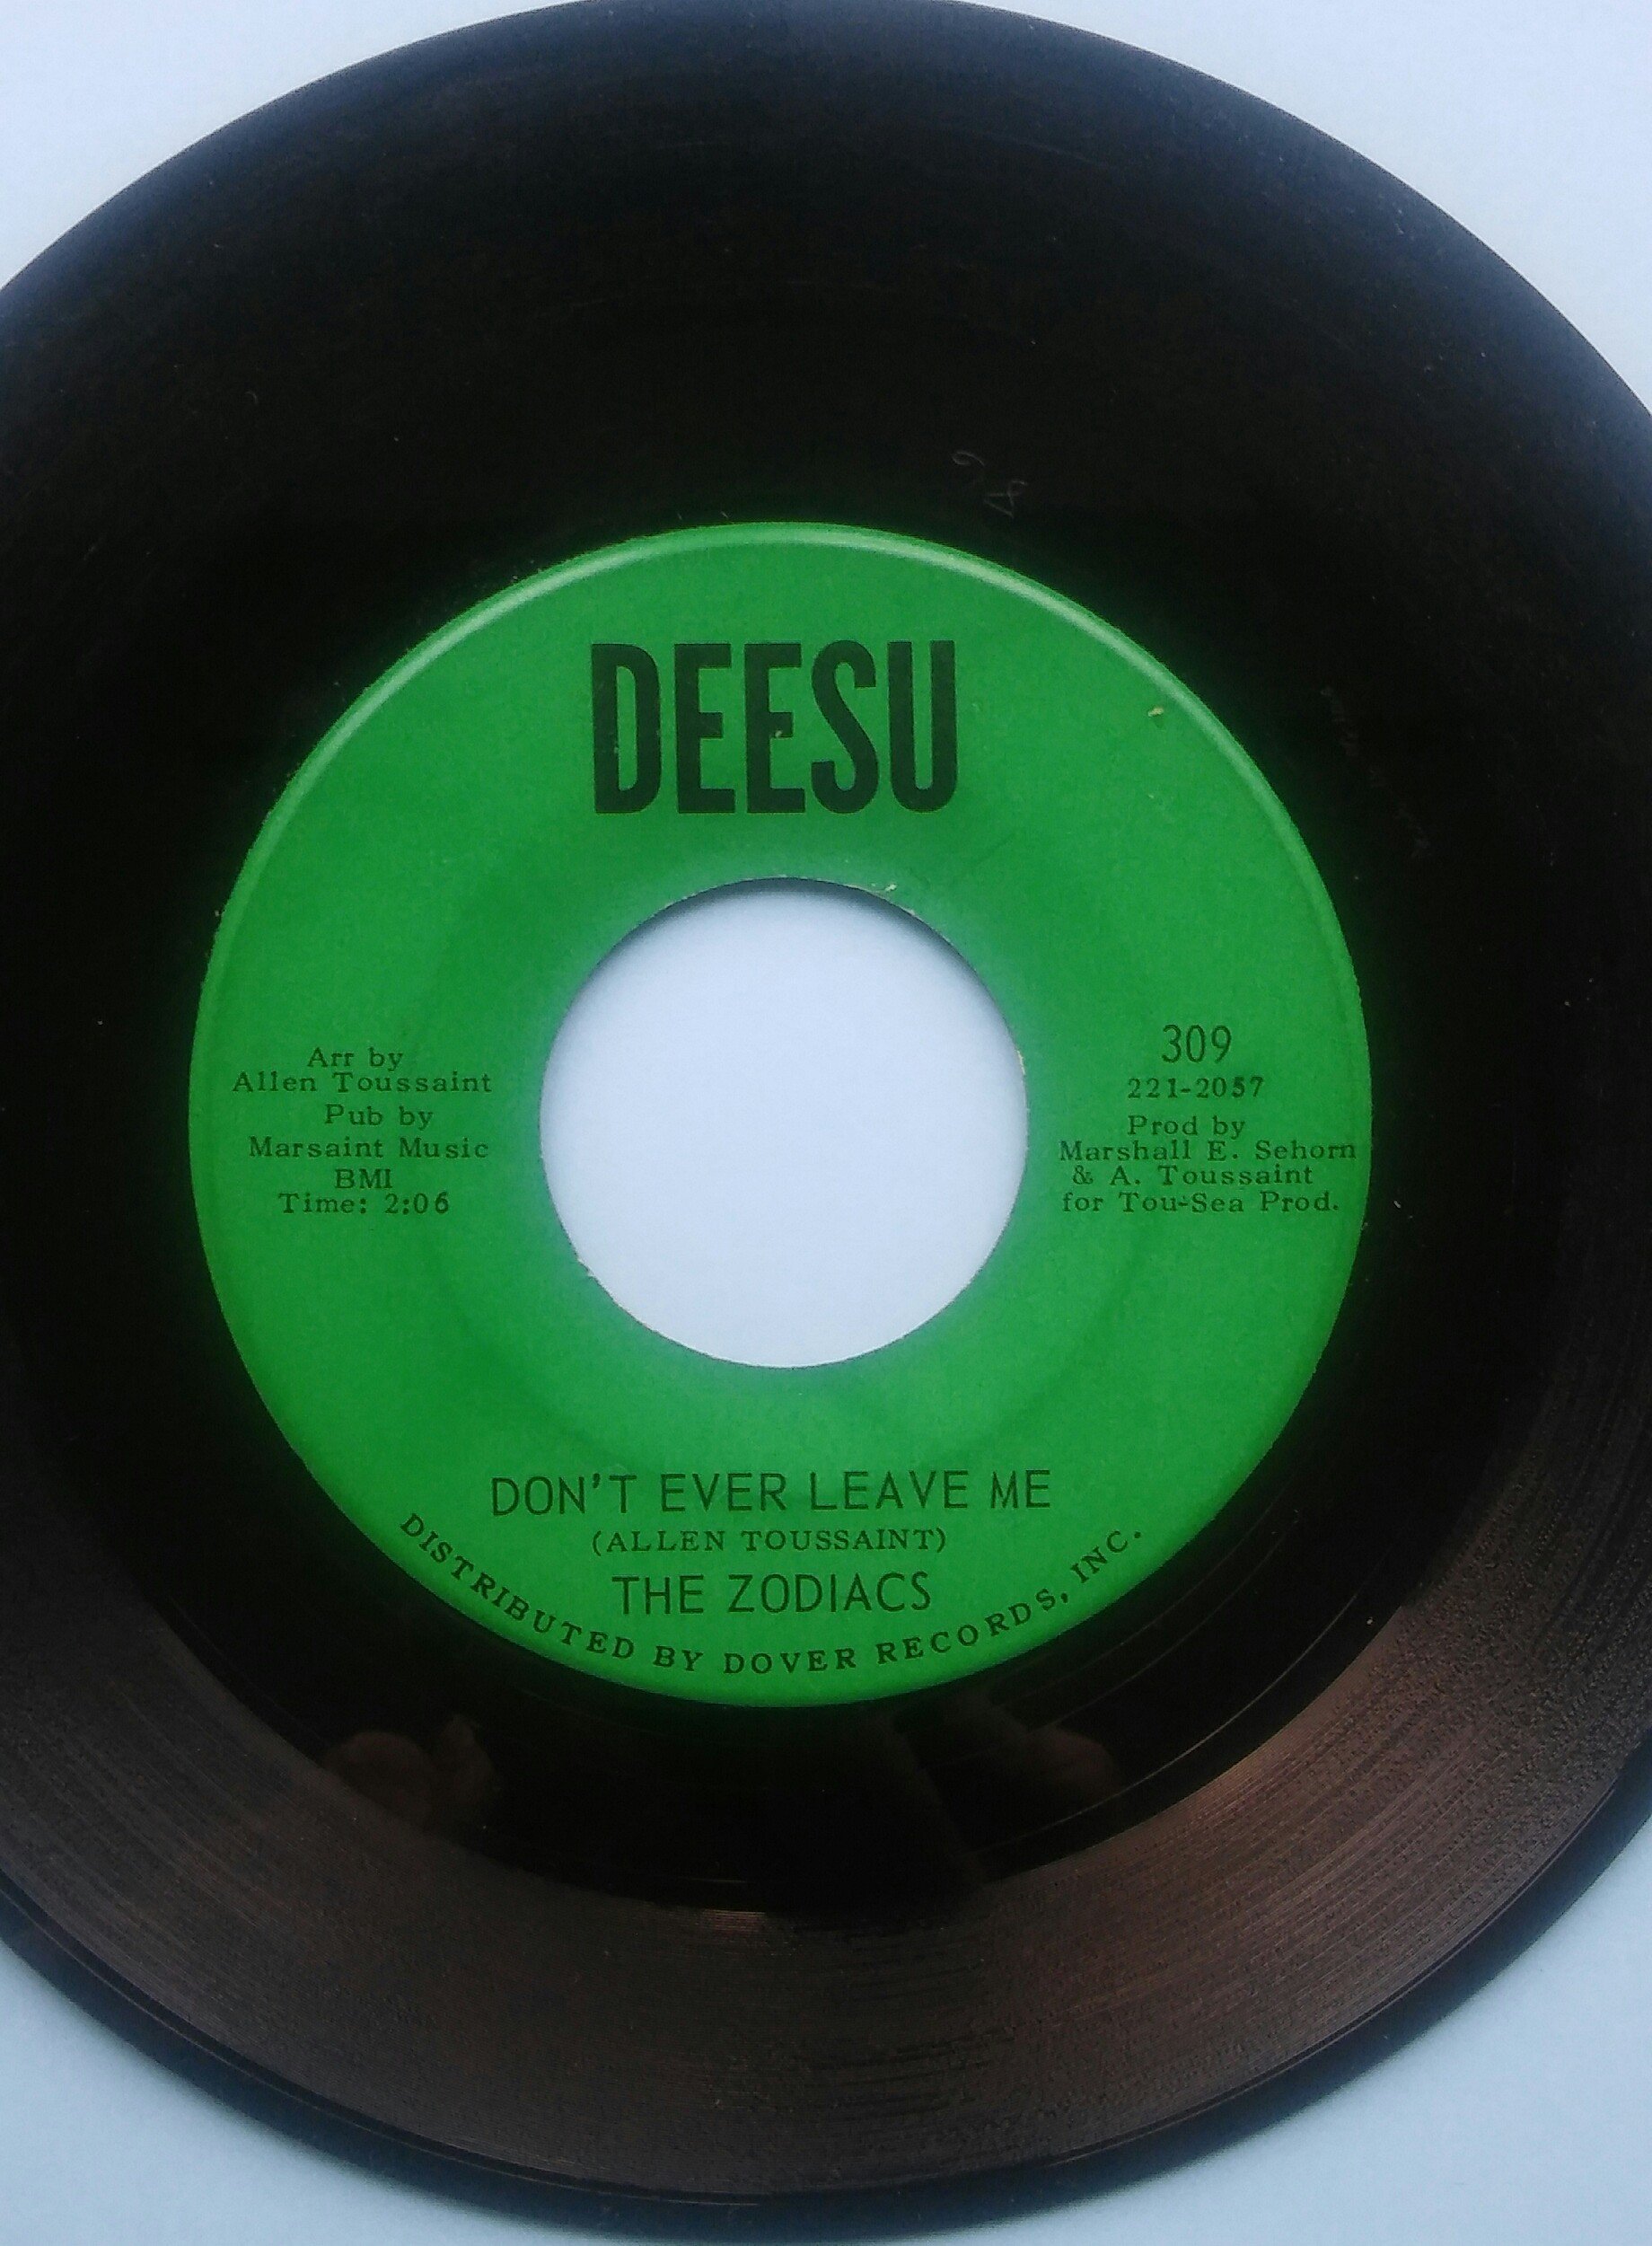 DEESU
Arr by
Allen Toussaint
Pub by
Marsaint Music
BMI
Time: 2:06
309
221-2057
Prod by
Marshall E. Sehorn
& A. Toussaint
for Tou-Sea Prod.
DON'T EVER LEAVE ME
(ALLEN TOUSSAINT)
THE ZODIACS
DISTRIBUTED BY DOVER RECORDS, INC.